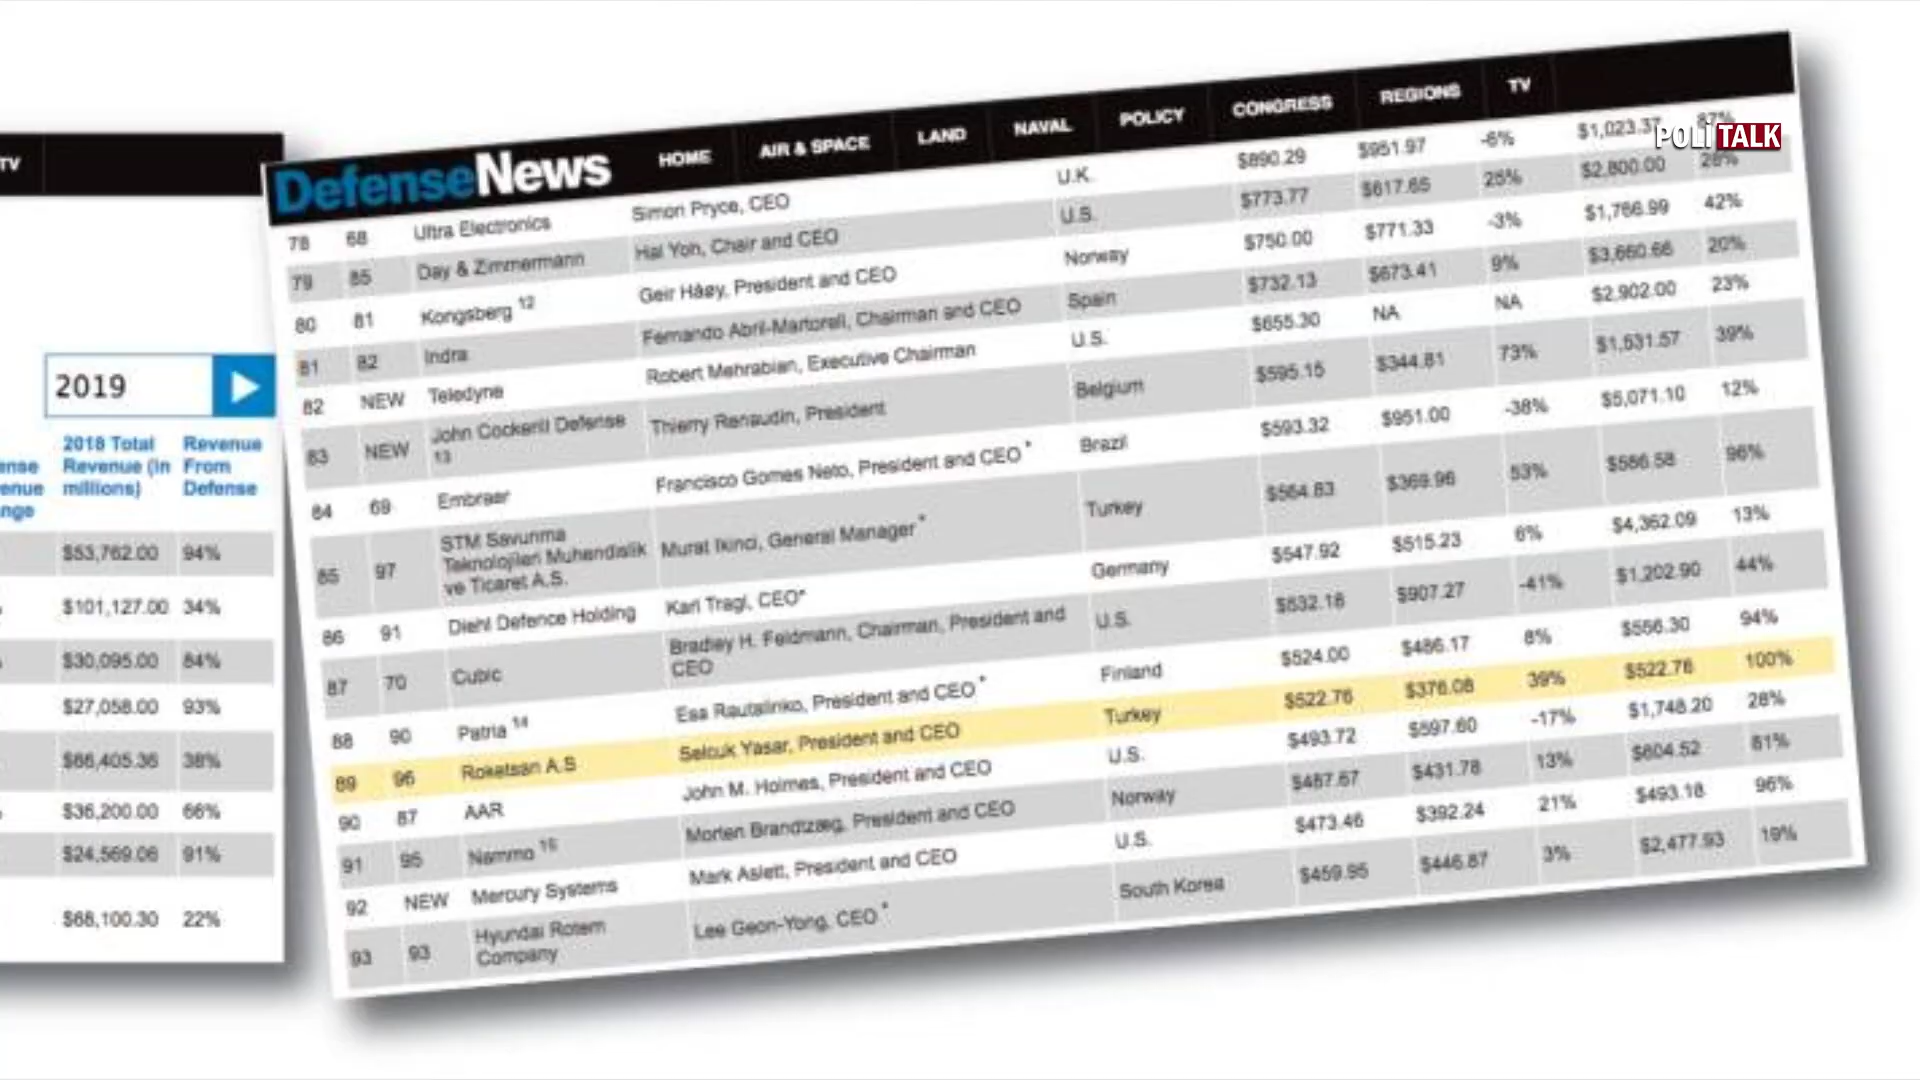 TV
2019
ense
enue
nge
2018 Total
Revenue (in
millions)
Revenue
From
Defense
$53,762.00 94%
$101,127.00 34%
$30,095.00 84%
$27,058.00 93%
$66,405.36 38%
$36,200.00 66%
$24,569.06 91%
$68,100.30 22%
DefenseNews HOME AIR & SPACE LAND NAVAL POLICY CONGRESS REGIONS TV
POLITALK
78 68 Ultra Electronics Simon Pryce, CEO U.K. $890.29 $951.97 -6% $1,023.37 87%
79 85 Day & Zimmermann Hal Yoh, Chair and CEO U.S. $773.77 $617.65 25% $2,800.00 28%
80 81 Kongsberg 12 Geir Håøy, President and CEO Norway $750.00 $771.33 -3% $1,766.99 42%
81 82 Indra Fernando Abril-Martorell, Chairman and CEO Spain $732.13 $673.41 9% $3,660.66 20%
82 NEW Teledyne Robert Mehrabian, Executive Chairman U.S. $655.30 NA NA $2,902.00 23%
83 NEW John Cockerill Defense 13 Thierry Renaudin, President Belgium $595.15 $344.81 73% $1,531.57 39%
84 69 Embraer Francisco Gomes Neto, President and CEO * Brazil $593.32 $951.00 -38% $5,071.10 12%
85 97 STM Savunma Teknolojileri Muhendislik ve Ticaret A.S. Murat Ikinci, General Manager * Turkey $564.83 $369.96 53% $586.58 96%
86 91 Diehl Defence Holding Karl Tragl, CEO* Germany $547.92 $515.23 6% $4,362.09 13%
87 70 Cubic Bradley H. Feldmann, Chairman, President and CEO U.S. $532.16 $907.27 -41% $1,202.90 44%
88 90 Patria 14 Esa Rautalinko, President and CEO * Finland $524.00 $486.17 8% $556.30 94%
89 96 Roketsan A.S Selcuk Yasar, President and CEO Turkey $522.76 $376.08 39% $522.76 100%
90 87 AAR John M. Holmes, President and CEO U.S. $493.72 $597.60 -17% $1,748.20 28%
91 95 Nammo 15 Morten Brandtzæg, President and CEO Norway $487.67 $431.78 13% $604.52 81%
92 NEW Mercury Systems Mark Aslett, President and CEO U.S. $473.46 $392.24 21% $493.18 96%
93 93 Hyundai Rotem Company Lee Geon-Yong, CEO * South Korea $459.95 $446.87 3% $2,477.93 19%